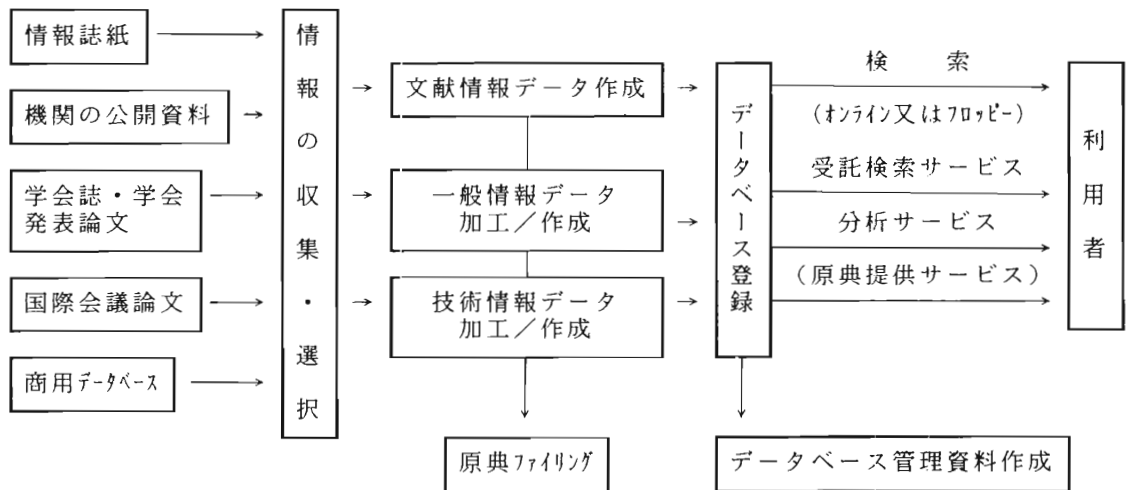 情報誌紙
機関の公開資料
学会誌・学会
発表論文
国際会議論文
商用データベース
情報の収集・選択
文献情報データ作成
一般情報データ
加工/作成
技術情報データ
加工/作成
原典ファイリング
データベース登録
データベース管理資料作成
検索
(オンライン又はフロッピー)
受託検索サービス
分析サービス
(原典提供サービス)
利用者